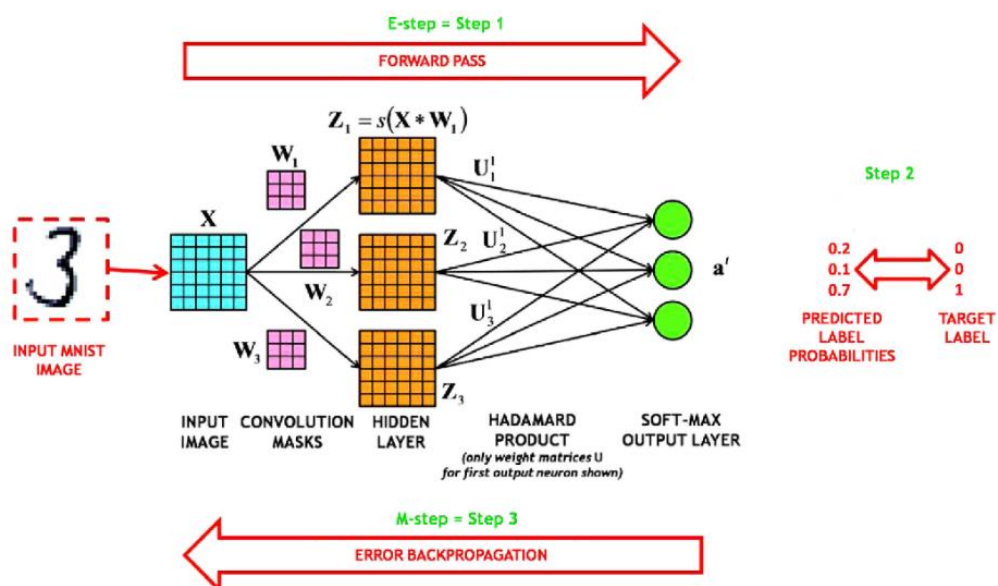 E-step = Step 1
FORWARD PASS
Z₁ = s(X * W₁)
W₁
U₁¹
Step 2
X
Z₂
U₂¹
0.2
0
0.1
0
0.7
1
a^t
W₂
U₃¹
PREDICTED
LABEL
PROBABILITIES
TARGET
LABEL
INPUT MNIST
IMAGE
3
W₃
Z₃
INPUT
IMAGE
CONVOLUTION
MASKS
HIDDEN
LAYER
HADAMARD
PRODUCT
(only weight matrices U
for first output neuron shown)
SOFT-MAX
OUTPUT LAYER
M-step = Step 3
ERROR BACKPROPAGATION